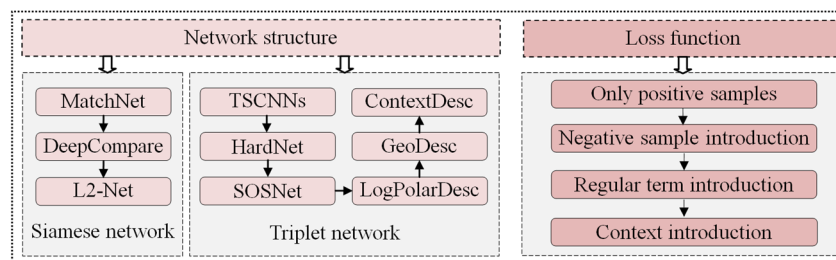 Network structure
MatchNet
DeepCompare
L2-Net
Siamese network
TSCNNs
HardNet
SOSNet
LogPolarDesc
GeoDesc
ContextDesc
Triplet network
Loss function
Only positive samples
Negative sample introduction
Regular term introduction
Context introduction